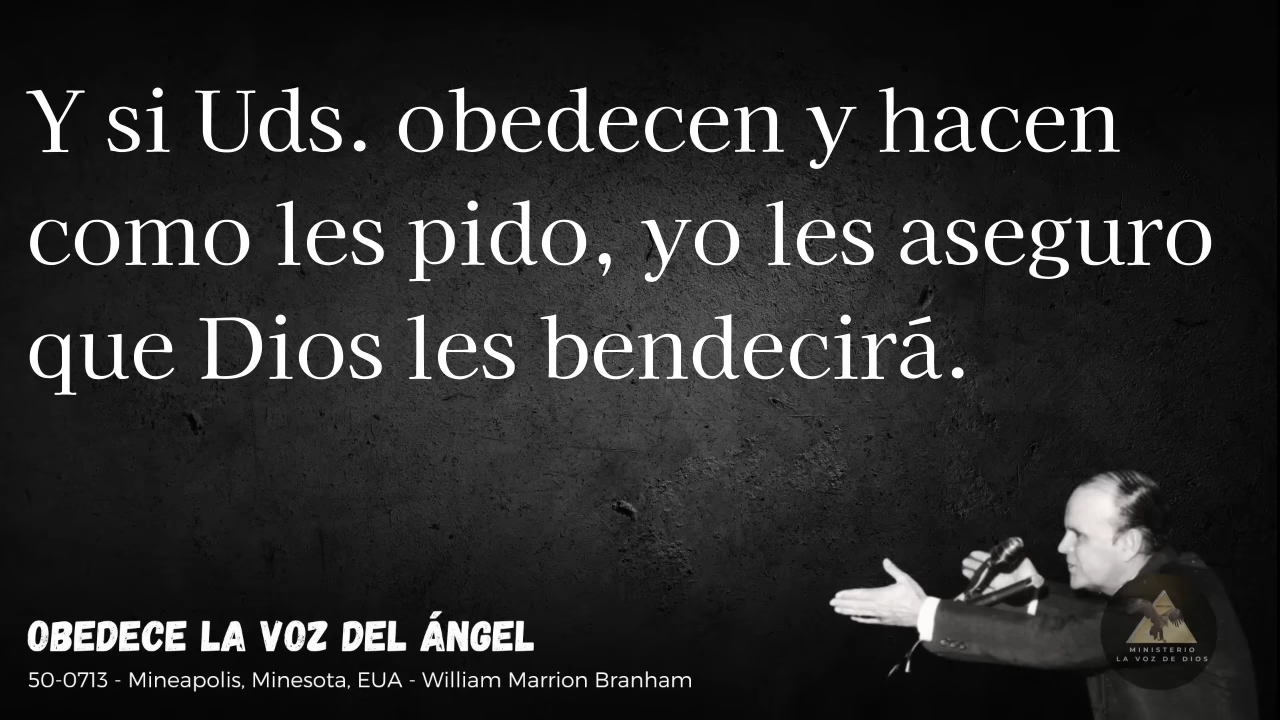 Y si Uds. obedecen y hacen
como les pido, yo les aseguro
que Dios les bendecirá.
OBEDECE LA VOZ DEL ÁNGEL
50-0713 - Mineapolis, Minesota, EUA - William Marrion Branham
MINISTERIO
LA VOZ DE DIOS